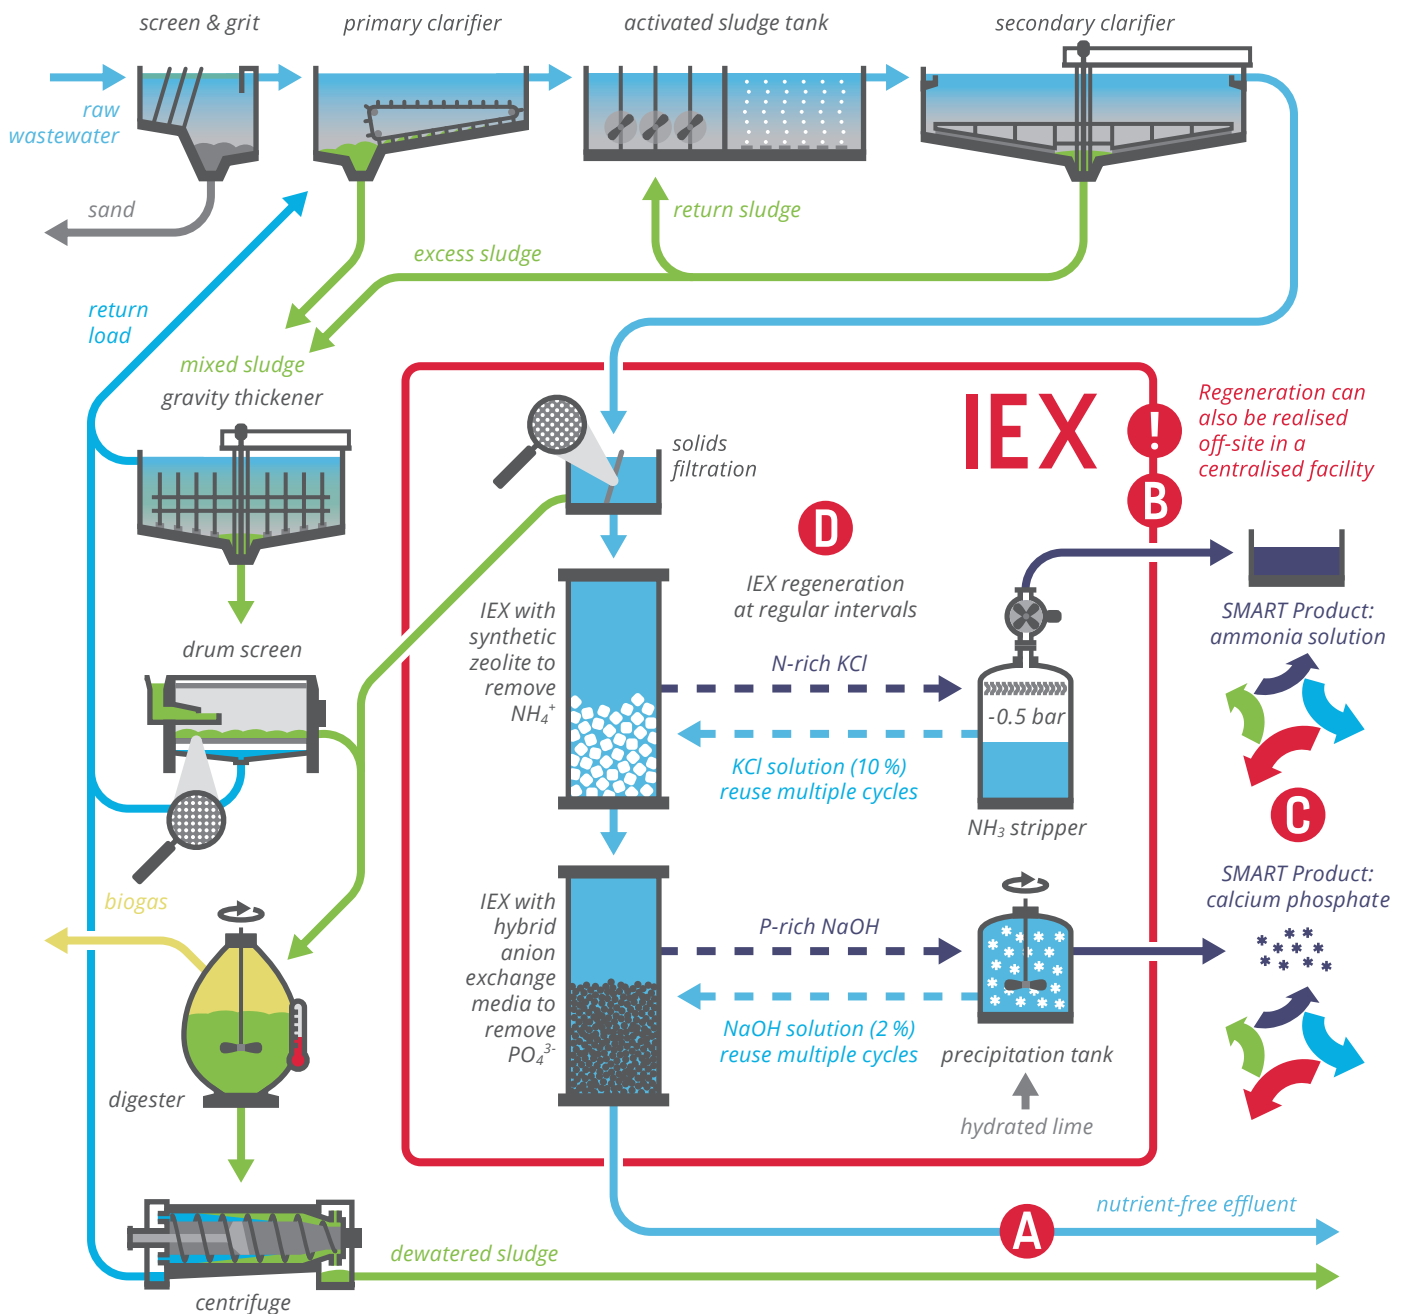 screen & grit
primary clarifier
activated sludge tank
secondary clarifier
raw
wastewater
sand
return sludge
excess sludge
return
load
mixed sludge
gravity thickener
solids
filtration
IEX
!
Regeneration can
also be realised
off-site in a
centralised facility
B
D
IEX regeneration
at regular intervals
IEX with
synthetic
zeolite to
remove
NH₄⁺
SMART Product:
ammonia solution
drum screen
N-rich KCl
-0.5 bar
KCl solution (10 %)
reuse multiple cycles
NH₃ stripper
C
SMART Product:
calcium phosphate
biogas
IEX with
hybrid
anion
exchange
media to
remove
PO₄³⁻
P-rich NaOH
NaOH solution (2 %)
reuse multiple cycles
precipitation tank
hydrated lime
digester
nutrient-free effluent
A
dewatered sludge
centrifuge